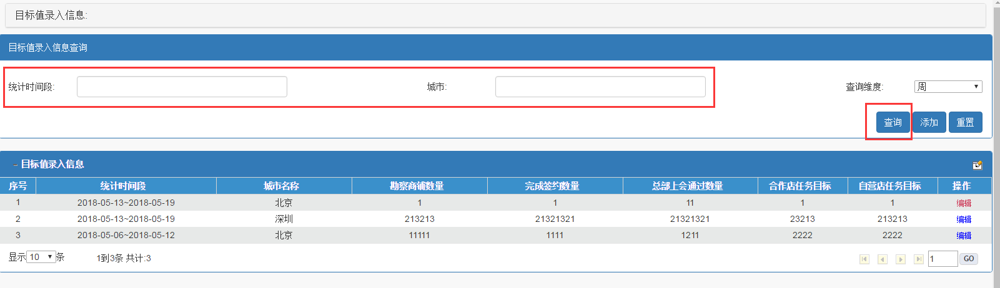 目标值录入信息:
目标值录入信息查询
统计时间段: 城市: 查询维度: 周
查询 添加 重置
目标值录入信息
序号 统计时间段 城市名称 勘察商铺数量 完成签约数量 总部上会通过数量 合作店任务目标 自营店任务目标 操作
1 2018-05-13~2018-05-19 北京 1 1 11 1 1 编辑
2 2018-05-13~2018-05-19 深圳 213213 21321321 21321321 23213 213213 编辑
3 2018-05-06~2018-05-12 北京 11111 1111 1211 2222 2222 编辑
显示 10 条 1到3条 共计:3 1 GO